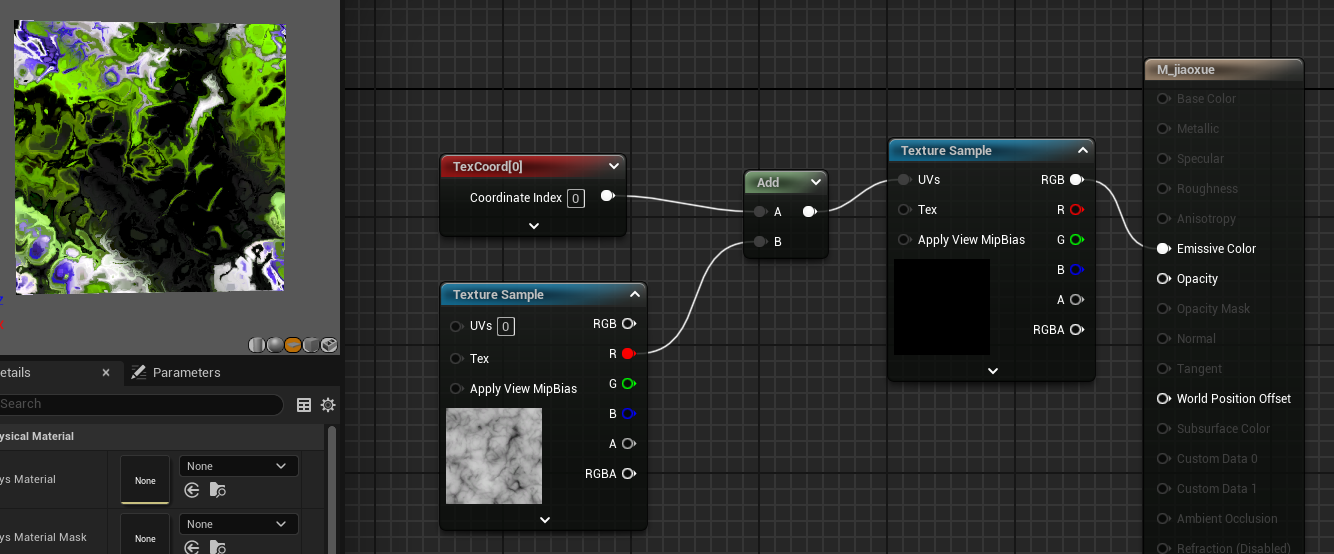 Z
X
etails
Parameters
Search
ysical Material
ys Material
None
None
ys Material Mask
None
None
TexCoord[0]
Coordinate Index 0
Texture Sample
UVs 0
Tex
Apply View MipBias
RGB
R
G
B
A
RGBA
Add
A
B
Texture Sample
UVs
Tex
Apply View MipBias
RGB
R
G
B
A
RGBA
M_jiaoxue
Base Color
Metallic
Specular
Roughness
Anisotropy
Emissive Color
Opacity
Opacity Mask
Normal
Tangent
World Position Offset
Subsurface Color
Custom Data 0
Custom Data 1
Ambient Occlusion
Refraction (Disabled)